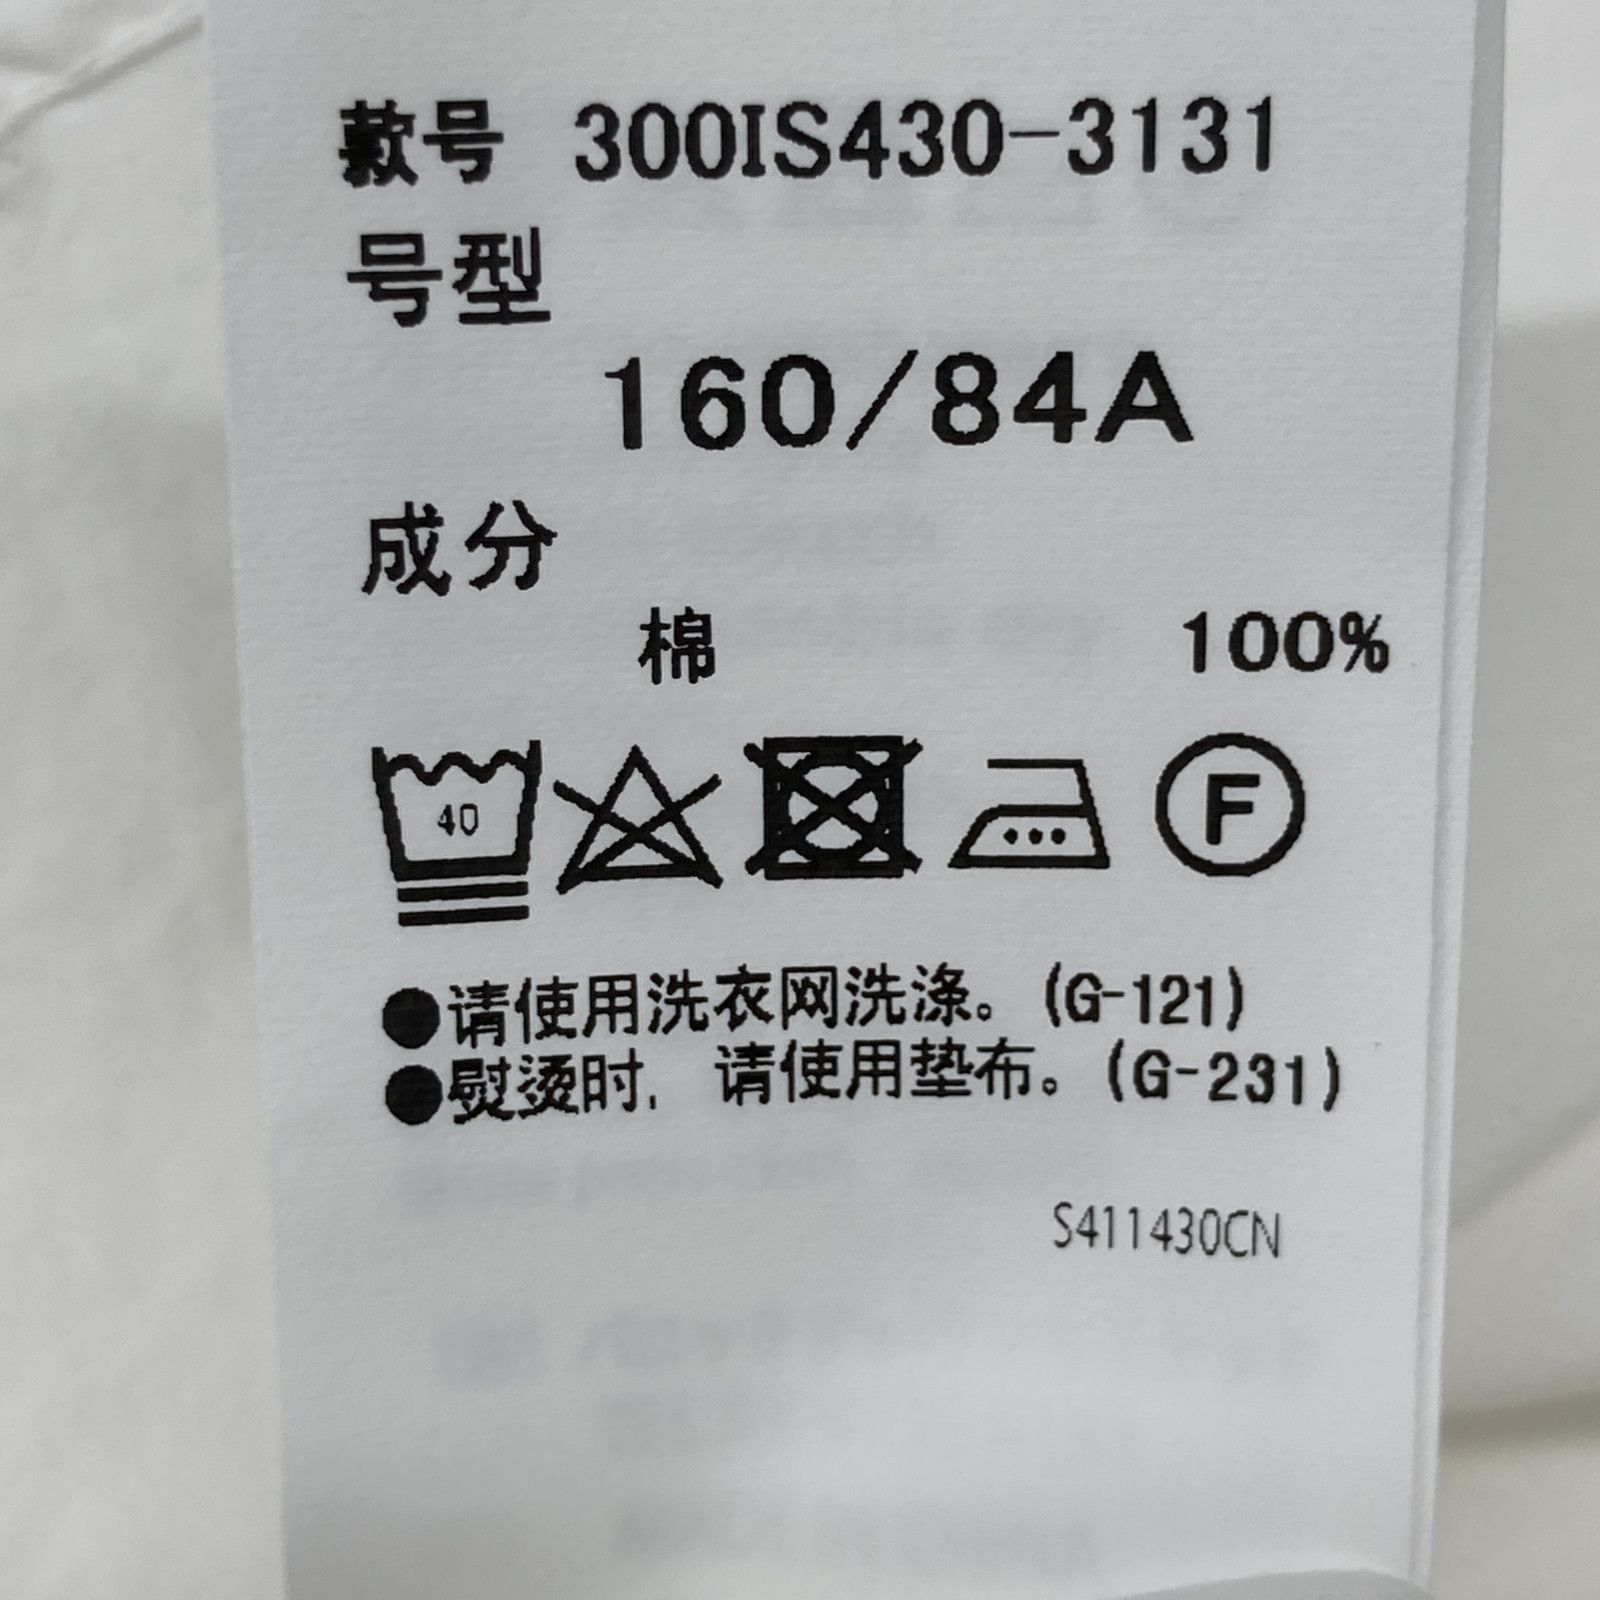 款号 300IS430-3131
号型
160/84A
成分
棉 100%
40 F
●请使用洗衣网洗涤。(G-121)
●熨烫时，请使用垫布。(G-231)
S411430CN